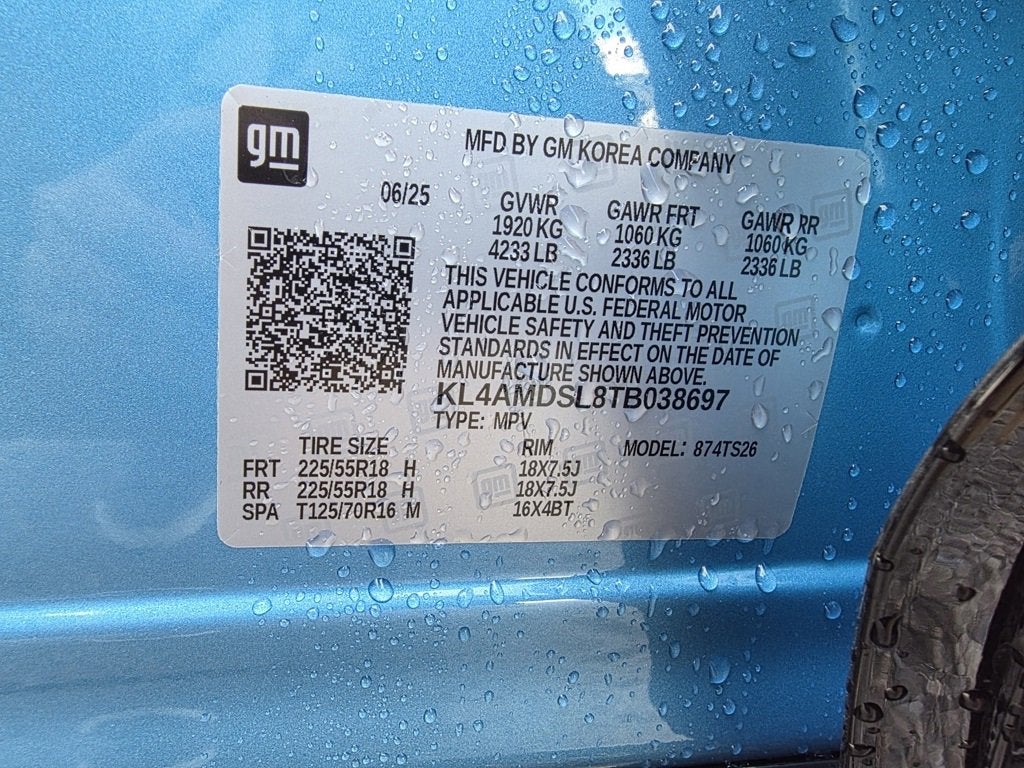 gm
MFD BY GM KOREA COMPANY
06/25
GVWR
1920 KG
4233 LB
GAWR FRT
1060 KG
2336 LB
GAWR RR
1060 KG
2336 LB
THIS VEHICLE CONFORMS TO ALL
APPLICABLE U.S. FEDERAL MOTOR
VEHICLE SAFETY AND THEFT PREVENTION
STANDARDS IN EFFECT ON THE DATE OF
MANUFACTURE SHOWN ABOVE.
KL4AMDSL8TB038697
TYPE: MPV
TIRE SIZE RIM MODEL: 874TS26
FRT 225/55R18 H 18X7.5J
RR 225/55R18 H 18X7.5J
SPA T125/70R16 M 16X4BT